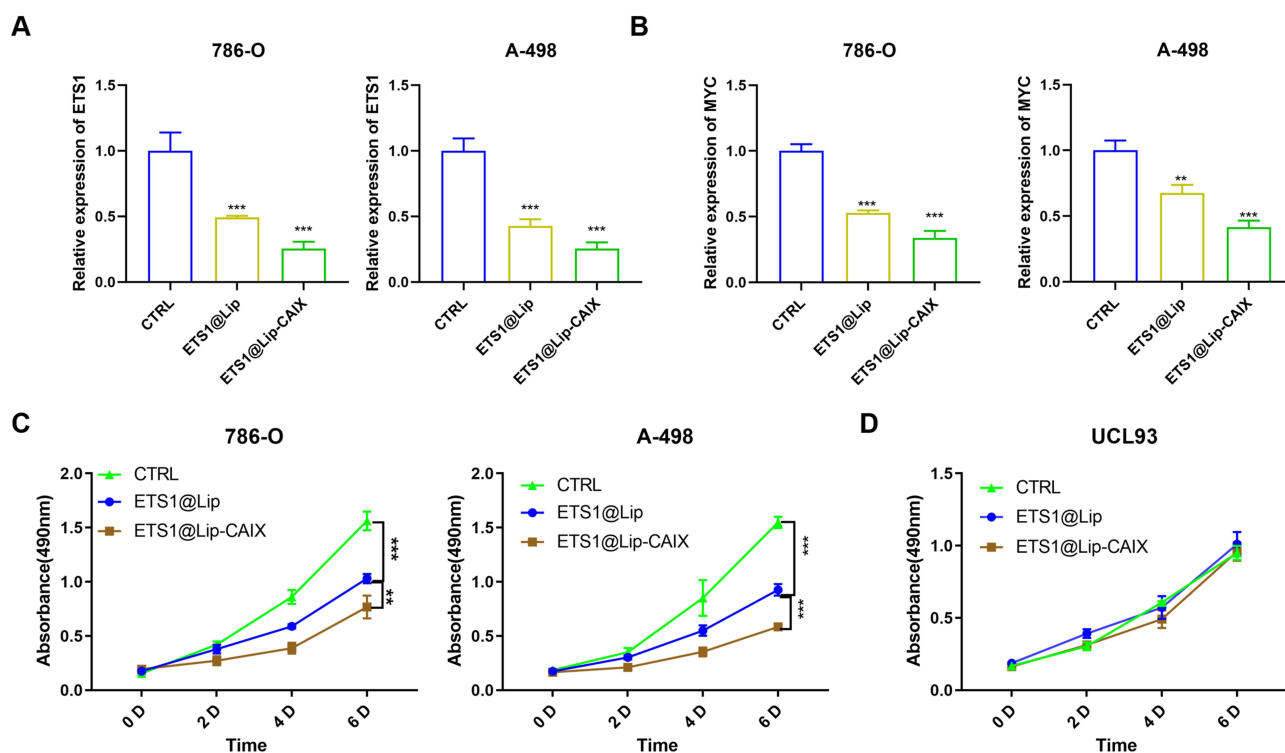 A
B
786-O
A-498
786-O
A-498
Relative expression of ETS1
1.5
1.0
0.5
0.0
***
***
CTRL
ETS1@Lip
ETS1@Lip-CAIX
Relative expression of ETS1
1.5
1.0
0.5
0.0
***
***
CTRL
ETS1@Lip
ETS1@Lip-CAIX
Relative expression of MYC
1.5
1.0
0.5
0.0
***
***
CTRL
ETS1@Lip
ETS1@Lip-CAIX
Relative expression of MYC
1.5
1.0
0.5
0.0
**
***
CTRL
ETS1@Lip
ETS1@Lip-CAIX
C
D
786-O
A-498
UCL93
Absorbance(490nm)
2.0
1.5
1.0
0.5
0.0
CTRL
ETS1@Lip
ETS1@Lip-CAIX
***
**
0 D
2 D
4 D
6 D
Time
Absorbance(490nm)
2.0
1.5
1.0
0.5
0.0
CTRL
ETS1@Lip
ETS1@Lip-CAIX
***
***
0 D
2 D
4 D
6 D
Time
Absorbance(490nm)
1.5
1.0
0.5
0.0
CTRL
ETS1@Lip
ETS1@Lip-CAIX
0 D
2 D
4 D
6 D
Time